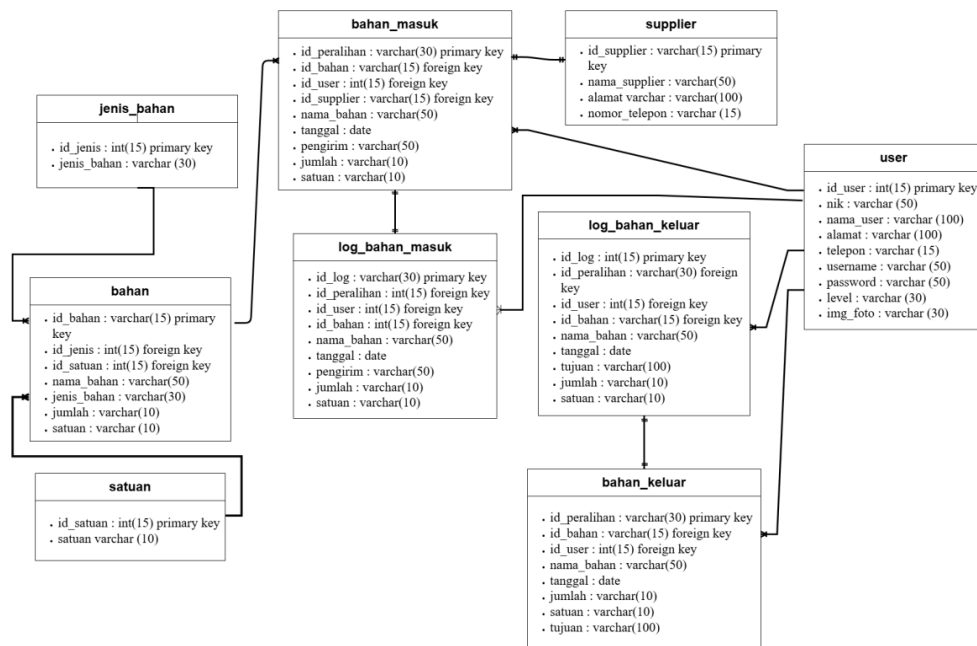 bahan_masuk
• id_peralihan : varchar(30) primary key
• id_bahan : varchar(15) foreign key
• id_user : int(15) foreign key
• id_supplier : varchar(15) foreign key
• nama_bahan : varchar(50)
• tanggal : date
• pengirim : varchar(50)
• jumlah : varchar(10)
• satuan : varchar(10)
supplier
• id_supplier : varchar(15) primary
key
• nama_supplier : varchar(50)
• alamat varchar : varchar(100)
• nomor_telepon : varchar (15)
jenis_bahan
• id_jenis : int(15) primary key
• jenis_bahan : varchar (30)
user
• id_user : int(15) primary key
• nik : varchar (50)
• nama_user : varchar (100)
• alamat : varchar (100)
• telepon : varchar (15)
• username : varchar (50)
• password : varchar (50)
• level : varchar (30)
• img_foto : varchar (30)
log_bahan_masuk
• id_log : varchar(30) primary key
• id_peralihan : int(15) foreign key
• id_user : int(15) foreign key
• id_bahan : int(15) foreign key
• nama_bahan : varchar(50)
• tanggal : date
• pengirim : varchar(50)
• jumlah : varchar(10)
• satuan : varchar(10)
log_bahan_keluar
• id_log : int(15) primary key
• id_peralihan : varchar(30) foreign
key
• id_user : int(15) foreign key
• id_bahan : varchar(15) foreign key
• nama_bahan : varchar(50)
• tanggal : date
• tujuan : varchar(100)
• jumlah : varchar(10)
• satuan : varchar(10)
bahan
• id_bahan : varchar(15) primary
key
• id_jenis : int(15) foreign key
• id_satuan : int(15) foreign key
• nama_bahan : varchar(50)
• jenis_bahan : varchar(30)
• jumlah : varchar(10)
• satuan : varchar (10)
satuan
• id_satuan : int(15) primary key
• satuan varchar (10)
bahan_keluar
• id_peralihan : varchar(30) primary key
• id_bahan : varchar(15) foreign key
• id_user : int(15) foreign key
• nama_bahan : varchar(50)
• tanggal : date
• jumlah : varchar(10)
• satuan : varchar(10)
• tujuan : varchar(100)